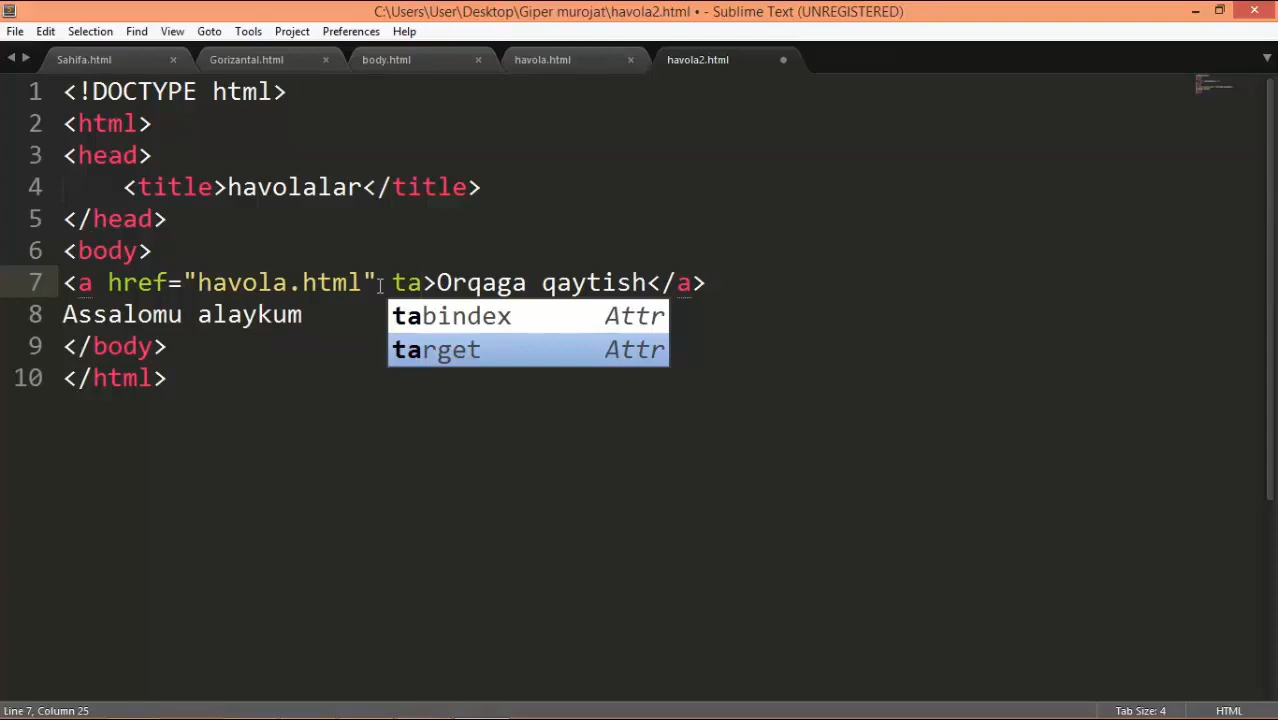 C:\Users\User\Desktop\Giper murojat\havola2.html • - Sublime Text (UNREGISTERED)
File Edit Selection Find View Goto Tools Project Preferences Help
Sahifa.html × Gorizantal.html × body.html × havola.html × havola2.html
1 <!DOCTYPE html>
2 <html>
3 <head>
4 <title>havolalar</title>
5 </head>
6 <body>
7 <a href="havola.html" ta>Orqaga qaytish</a>
tabindex Attr
8 Assalomu alaykum
target Attr
9 </body>
10 </html>
Line 7, Column 25 Tab Size: 4 HTML